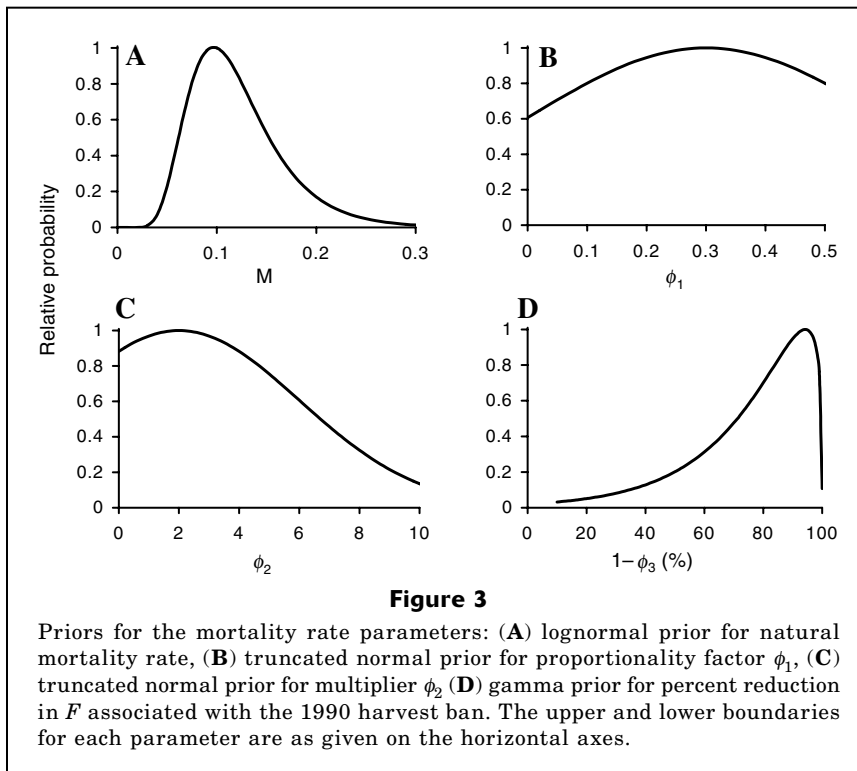 A
1
0.8
0.6
0.4
0.2
0
0 0.1 0.2 0.3
M
B
1
0.8
0.6
0.4
0.2
0
0 0.1 0.2 0.3 0.4 0.5
ϕ1
Relative probability
C
1
0.8
0.6
0.4
0.2
0
0 2 4 6 8 10
ϕ2
D
1
0.8
0.6
0.4
0.2
0
0 20 40 60 80 100
1–ϕ3 (%)
Figure 3
Priors for the mortality rate parameters: (A) lognormal prior for natural
mortality rate, (B) truncated normal prior for proportionality factor ϕ1, (C)
truncated normal prior for multiplier ϕ2 (D) gamma prior for percent reduction
in F associated with the 1990 harvest ban. The upper and lower boundaries
for each parameter are as given on the horizontal axes.